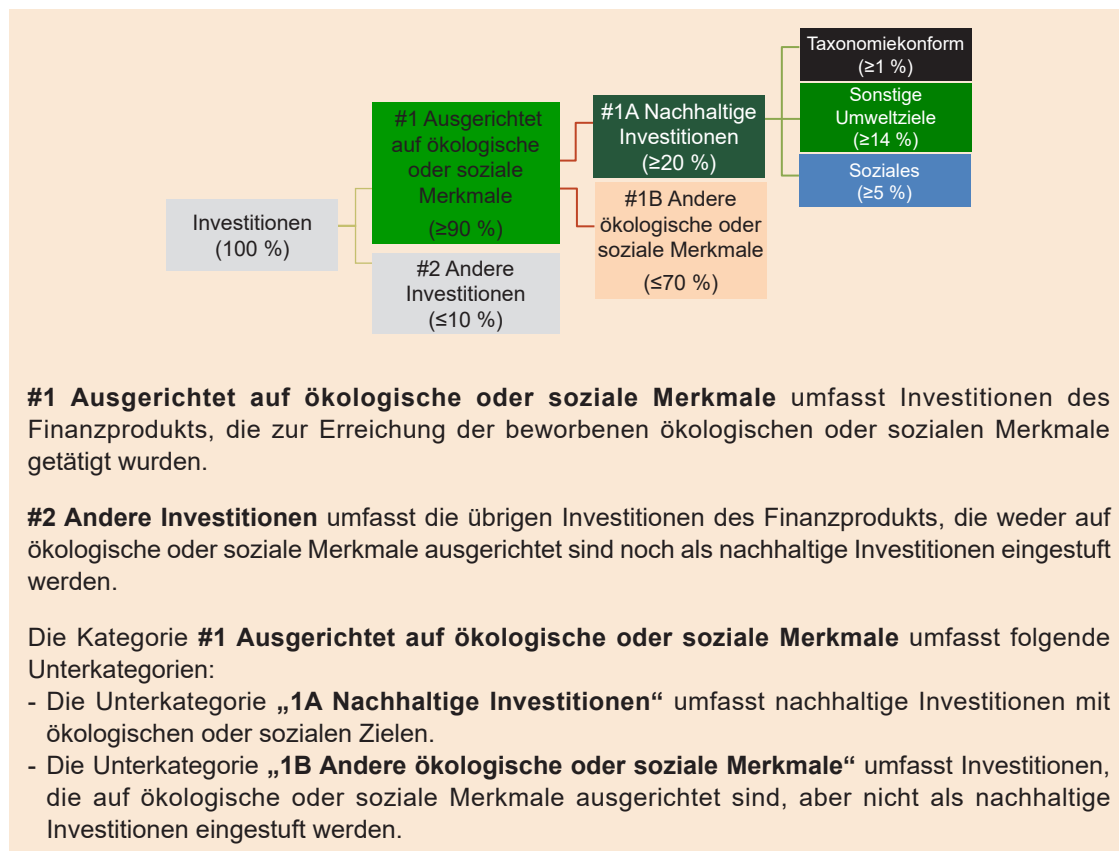 Investitionen
(100 %)
#1 Ausgerichtet
auf ökologische
oder soziale
Merkmale
(≥90 %)
#2 Andere
Investitionen
(≤10 %)
#1A Nachhaltige
Investitionen
(≥20 %)
#1B Andere
ökologische oder
soziale Merkmale
(≤70 %)
Taxonomiekonform
(≥1 %)
Sonstige
Umweltziele
(≥14 %)
Soziales
(≥5 %)
#1 Ausgerichtet auf ökologische oder soziale Merkmale umfasst Investitionen des
Finanzprodukts, die zur Erreichung der beworbenen ökologischen oder sozialen Merkmale
getätigt wurden.
#2 Andere Investitionen umfasst die übrigen Investitionen des Finanzprodukts, die weder auf
ökologische oder soziale Merkmale ausgerichtet sind noch als nachhaltige Investitionen eingestuft
werden.
Die Kategorie #1 Ausgerichtet auf ökologische oder soziale Merkmale umfasst folgende
Unterkategorien:
- Die Unterkategorie „1A Nachhaltige Investitionen“ umfasst nachhaltige Investitionen mit
ökologischen oder sozialen Zielen.
- Die Unterkategorie „1B Andere ökologische oder soziale Merkmale“ umfasst Investitionen,
die auf ökologische oder soziale Merkmale ausgerichtet sind, aber nicht als nachhaltige
Investitionen eingestuft werden.